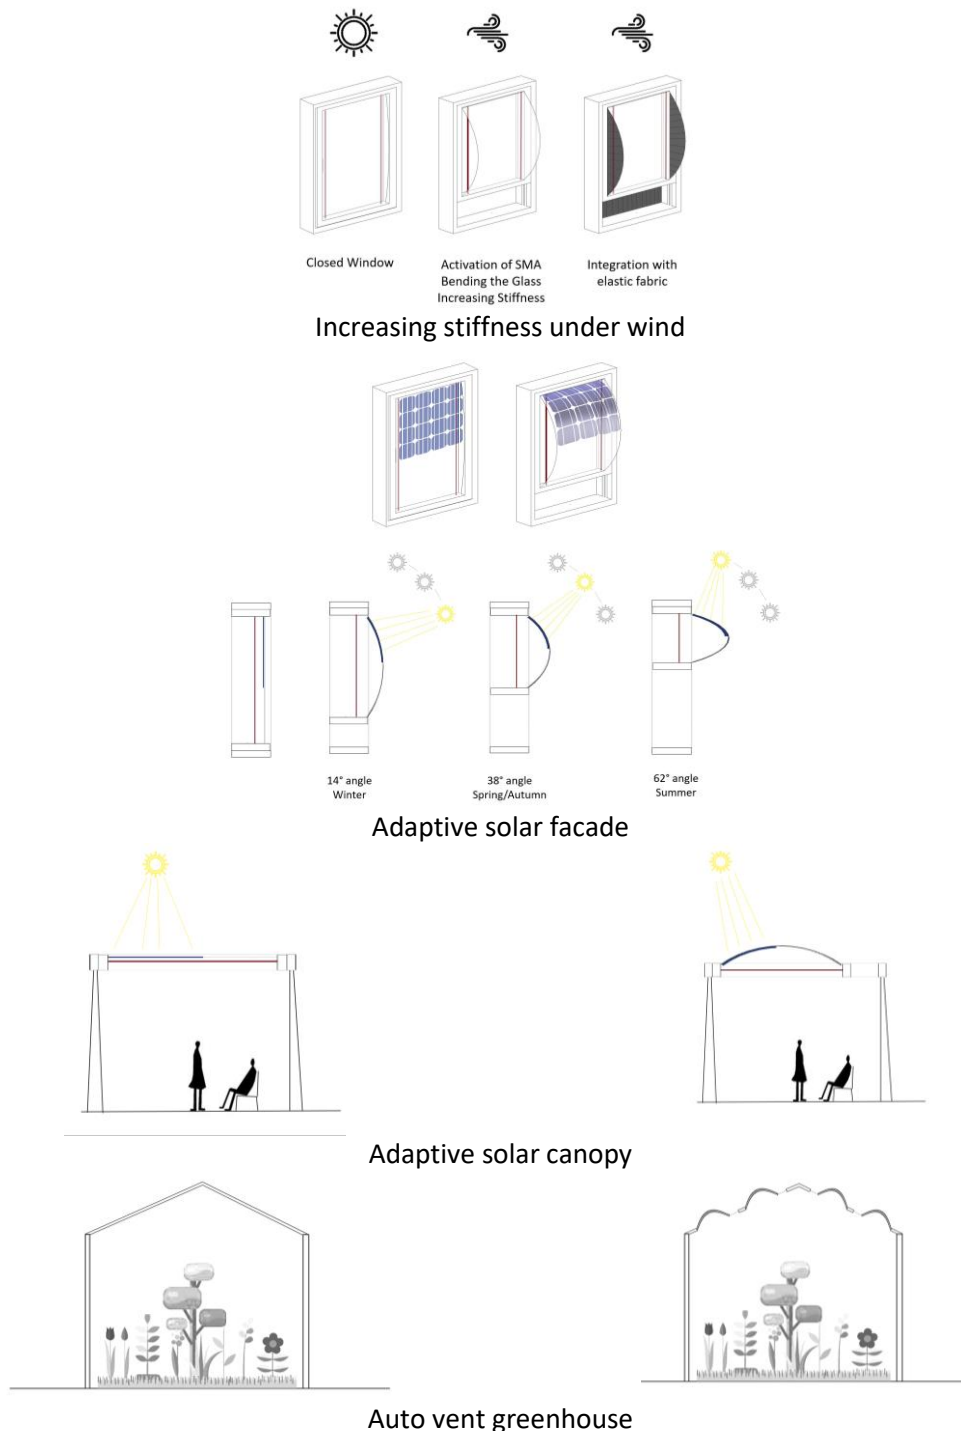 Closed Window
Activation of SMA
Bending the Glass
Increasing Stiffness
Integration with
elastic fabric
Increasing stiffness under wind
14° angle
Winter
38° angle
Spring/Autumn
62° angle
Summer
Adaptive solar facade
Adaptive solar canopy
Auto vent greenhouse